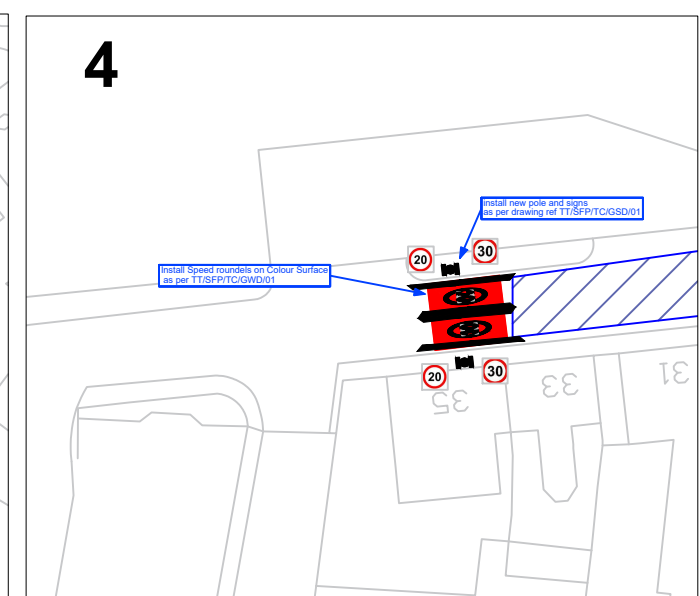 4
install new pole and signs
as per drawing ref TT/SFP/TC/GSD/01
20
30
Install Speed roundels on Colour Surface
as per TT/SFP/TC/GWD/01
20
30
35
33
31